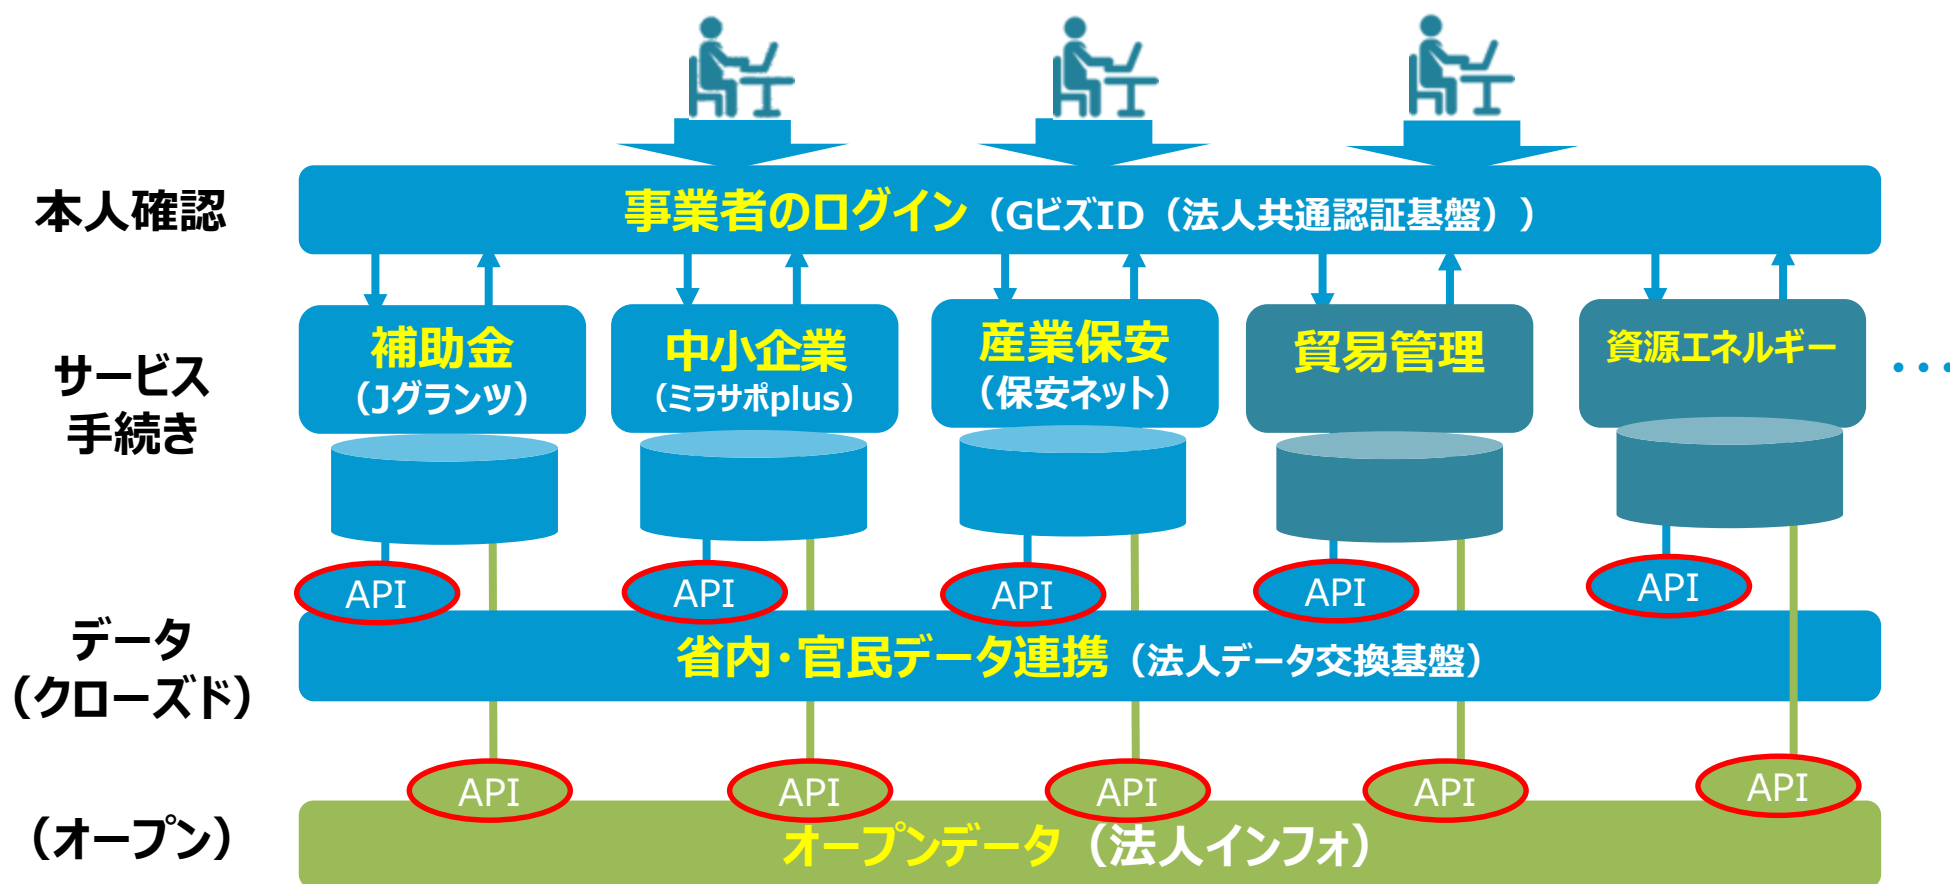 本人確認
事業者のログイン（GビズID（法人共通認証基盤））
サービス
手続き
補助金
（Jグランツ）
中小企業
（ミラサポplus）
産業保安
（保安ネット）
貿易管理
資源エネルギー
・・・
API
API
API
API
API
データ
（クローズド）
省内・官民データ連携（法人データ交換基盤）
API
API
API
API
API
（オープン）
オープンデータ（法人インフォ）